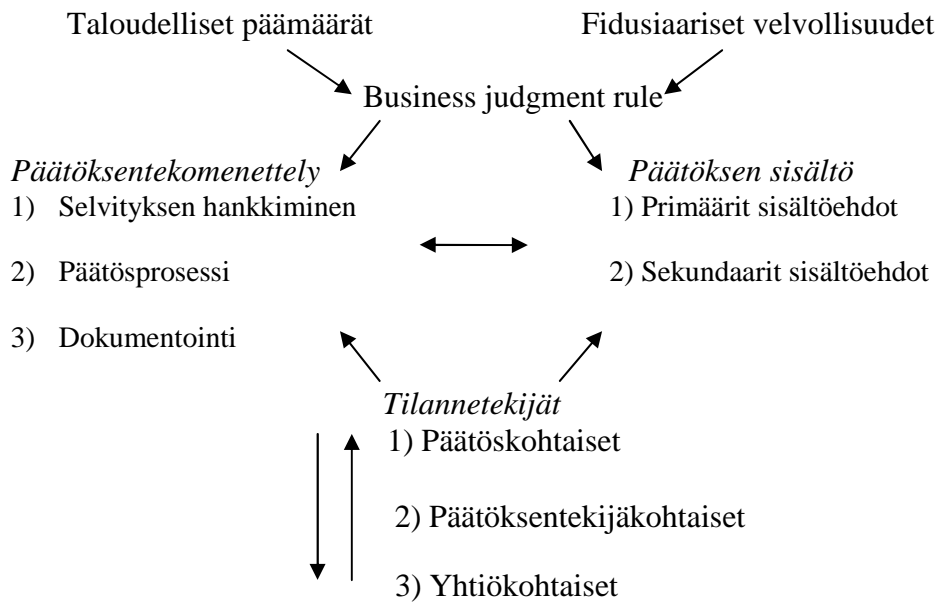 Taloudelliset päämäärät
Fidusiaariset velvollisuudet
Business judgment rule
Päätöksentekomenettely
1) Selvityksen hankkiminen
2) Päätösprosessi
3) Dokumentointi
Päätöksen sisältö
1) Primäärit sisältöehdot
2) Sekundaarit sisältöehdot
Tilannetekijät
1) Päätöskohtaiset
2) Päätöksentekijäkohtaiset
3) Yhtiökohtaiset